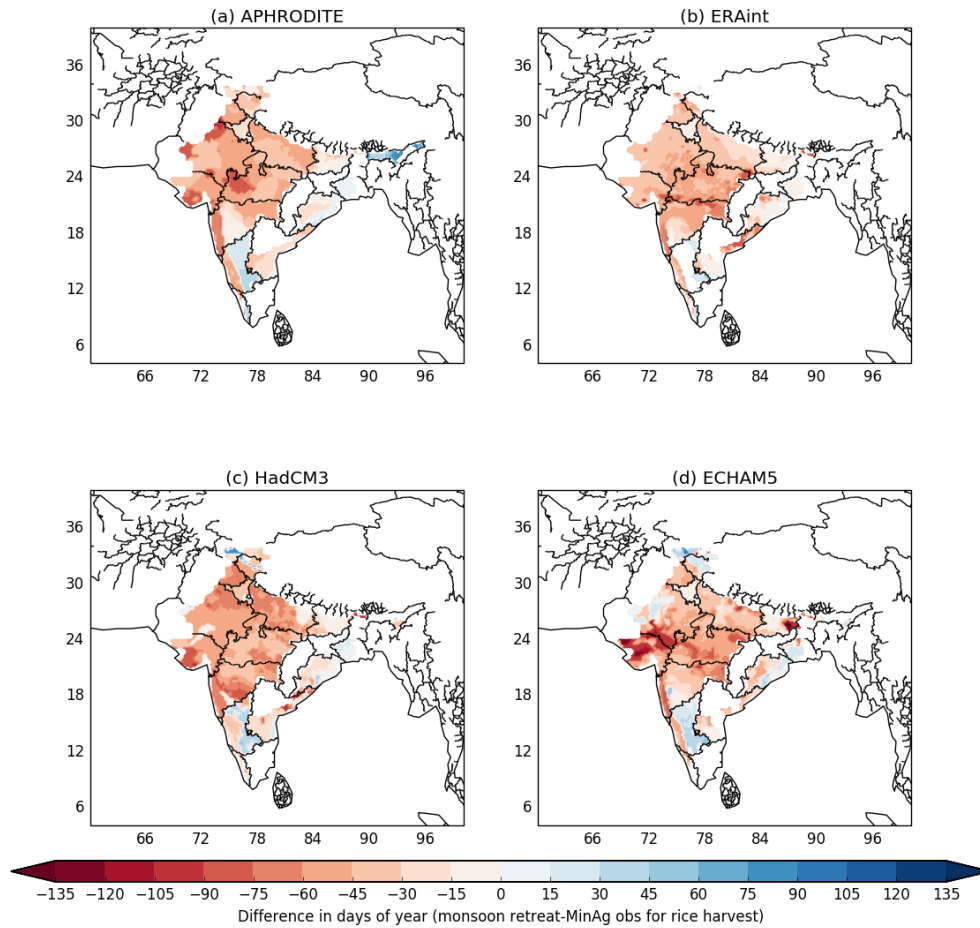 (a) APHRODITE
(b) ERAint
36
30
24
18
12
6
66 72 78 84 90 96
36
30
24
18
12
6
66 72 78 84 90 96
(c) HadCM3
(d) ECHAM5
36
30
24
18
12
6
66 72 78 84 90 96
36
30
24
18
12
6
66 72 78 84 90 96
−135 −120 −105 −90 −75 −60 −45 −30 −15 0 15 30 45 60 75 90 105 120 135
Difference in days of year (monsoon retreat-MinAg obs for rice harvest)